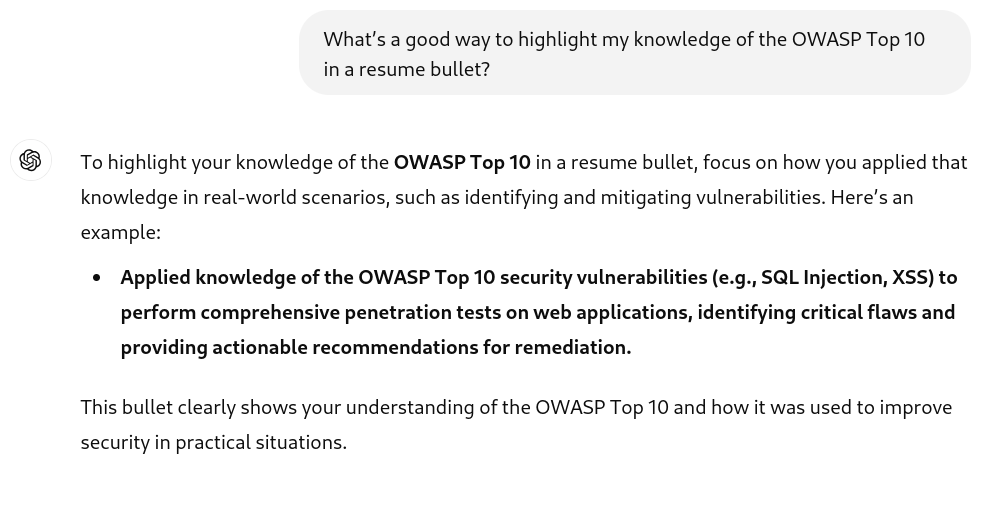 What's a good way to highlight my knowledge of the OWASP Top 10
in a resume bullet?
To highlight your knowledge of the OWASP Top 10 in a resume bullet, focus on how you applied that
knowledge in real-world scenarios, such as identifying and mitigating vulnerabilities. Here's an
example:
• Applied knowledge of the OWASP Top 10 security vulnerabilities (e.g., SQL Injection, XSS) to
perform comprehensive penetration tests on web applications, identifying critical flaws and
providing actionable recommendations for remediation.
This bullet clearly shows your understanding of the OWASP Top 10 and how it was used to improve
security in practical situations.